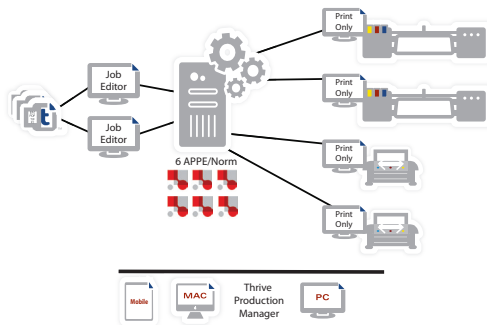 Print
Only
Job
Editor
Print
Only
t
Job
Editor
6 APPE/Norm
Print
Only
Print
Only
Mobile
MAC
Thrive
Production
Manager
PC